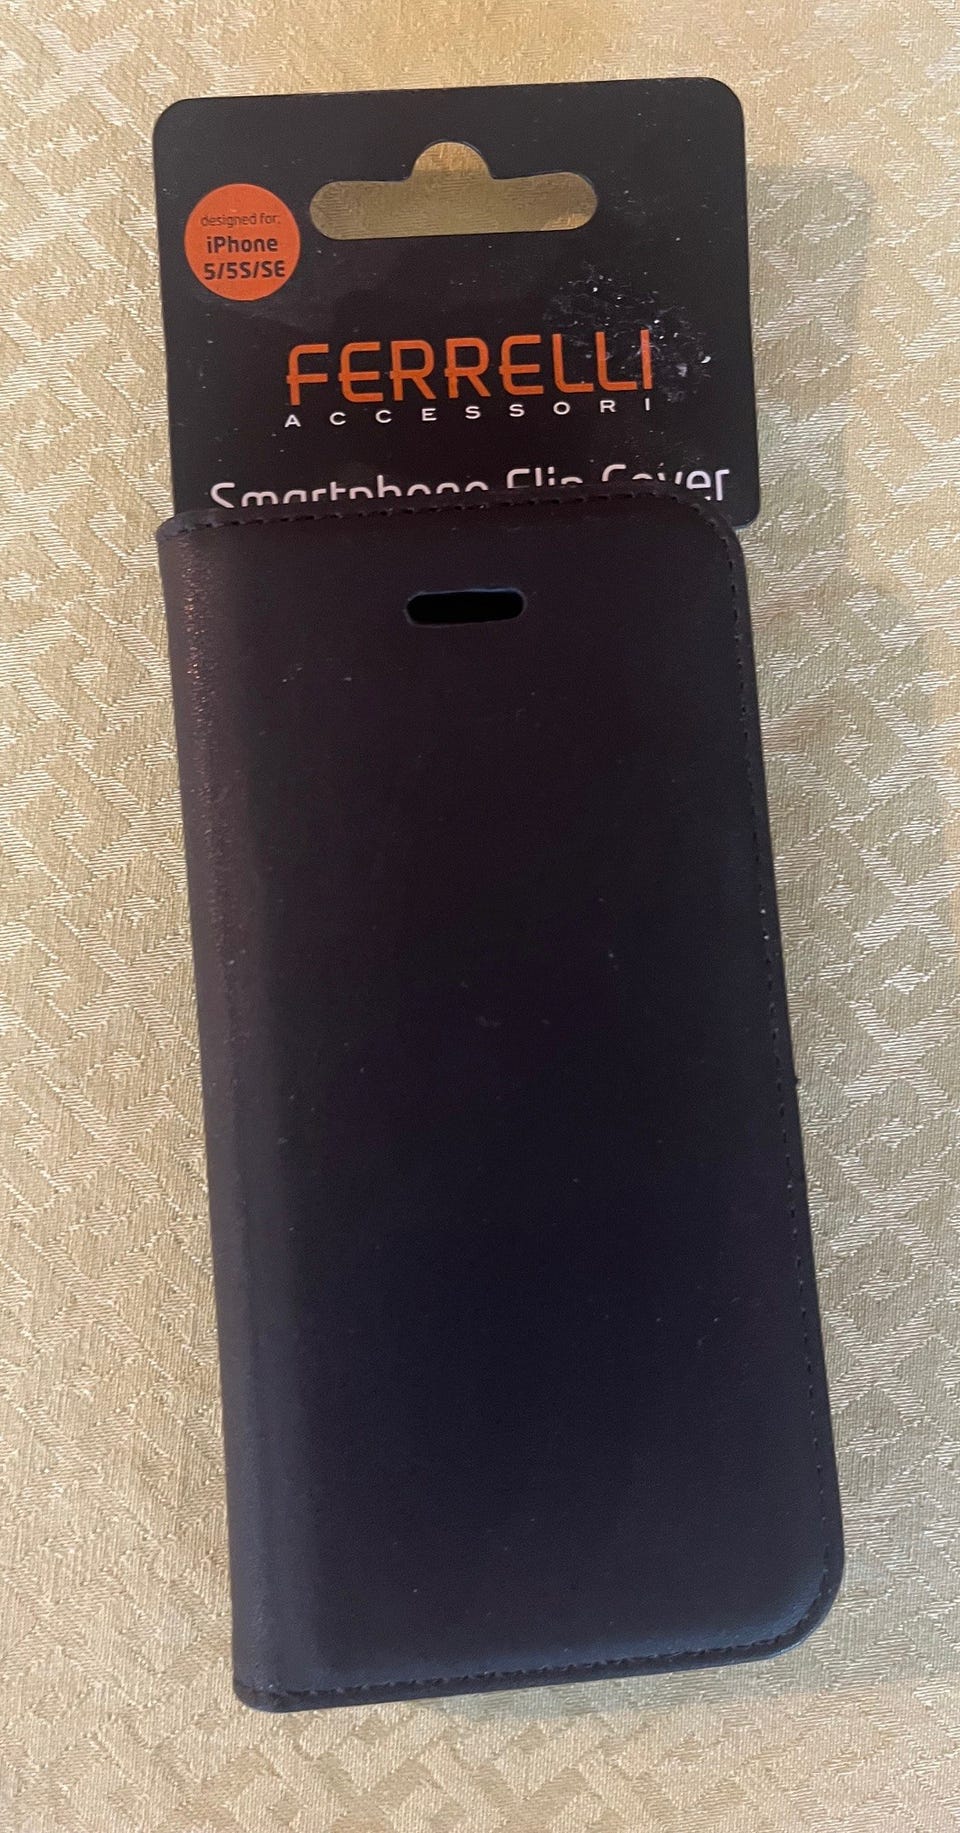 designed for:
iPhone
5/5S/SE
FERRELLI
ACCESSORI
Smartphone Flip Cover